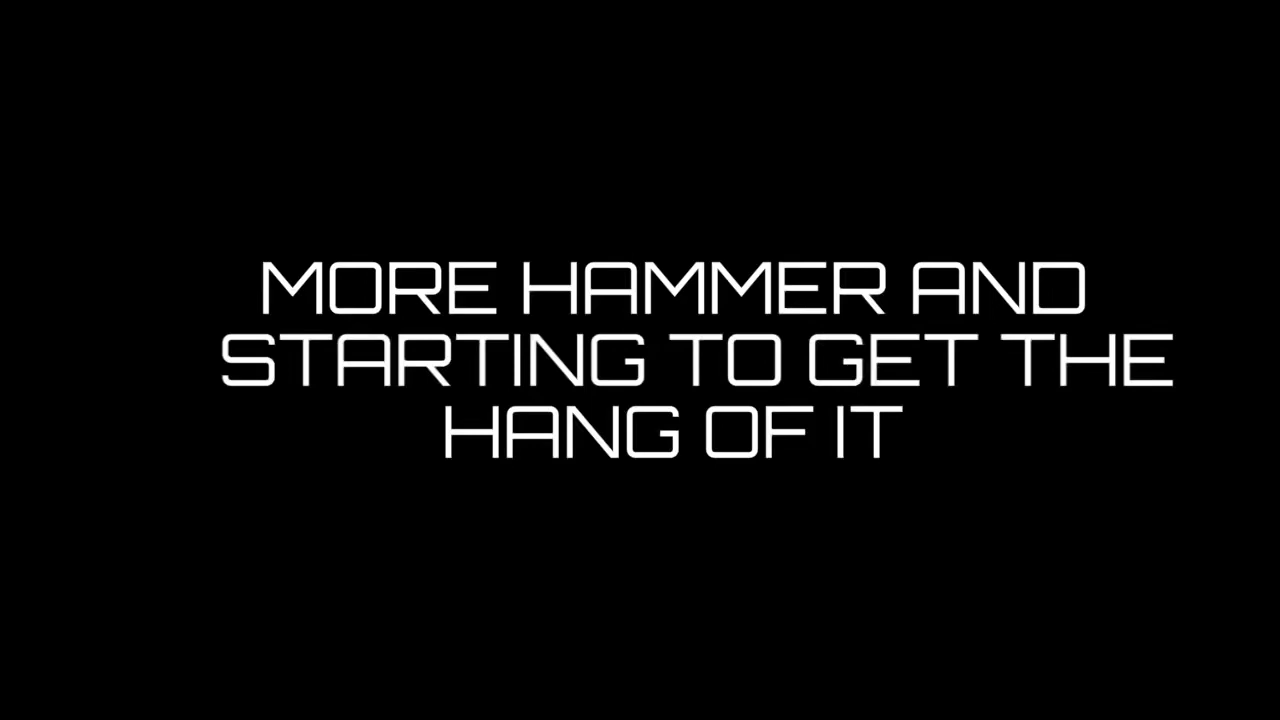 MORE HAMMER AND
STARTING TO GET THE
HANG OF IT